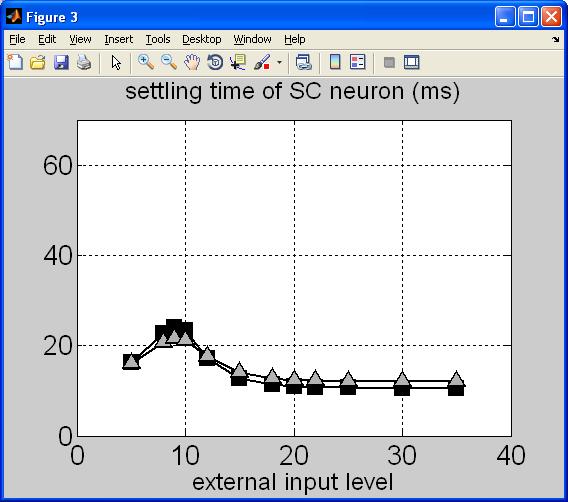 Figure 3
File Edit View Insert Tools Desktop Window Help
settling time of SC neuron (ms)
60
40
20
0
0 10 20 30 40
external input level